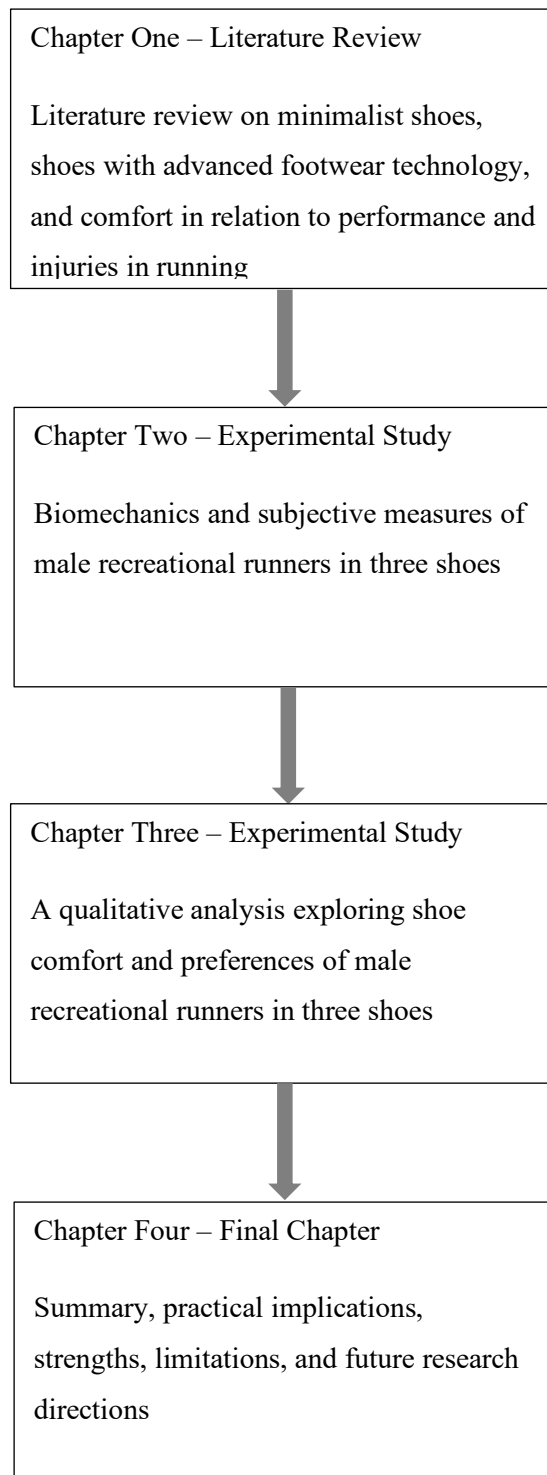 Chapter One – Literature Review
Literature review on minimalist shoes,
shoes with advanced footwear technology,
and comfort in relation to performance and
injuries in running
Chapter Two – Experimental Study
Biomechanics and subjective measures of
male recreational runners in three shoes
Chapter Three – Experimental Study
A qualitative analysis exploring shoe
comfort and preferences of male
recreational runners in three shoes
Chapter Four – Final Chapter
Summary, practical implications,
strengths, limitations, and future research
directions